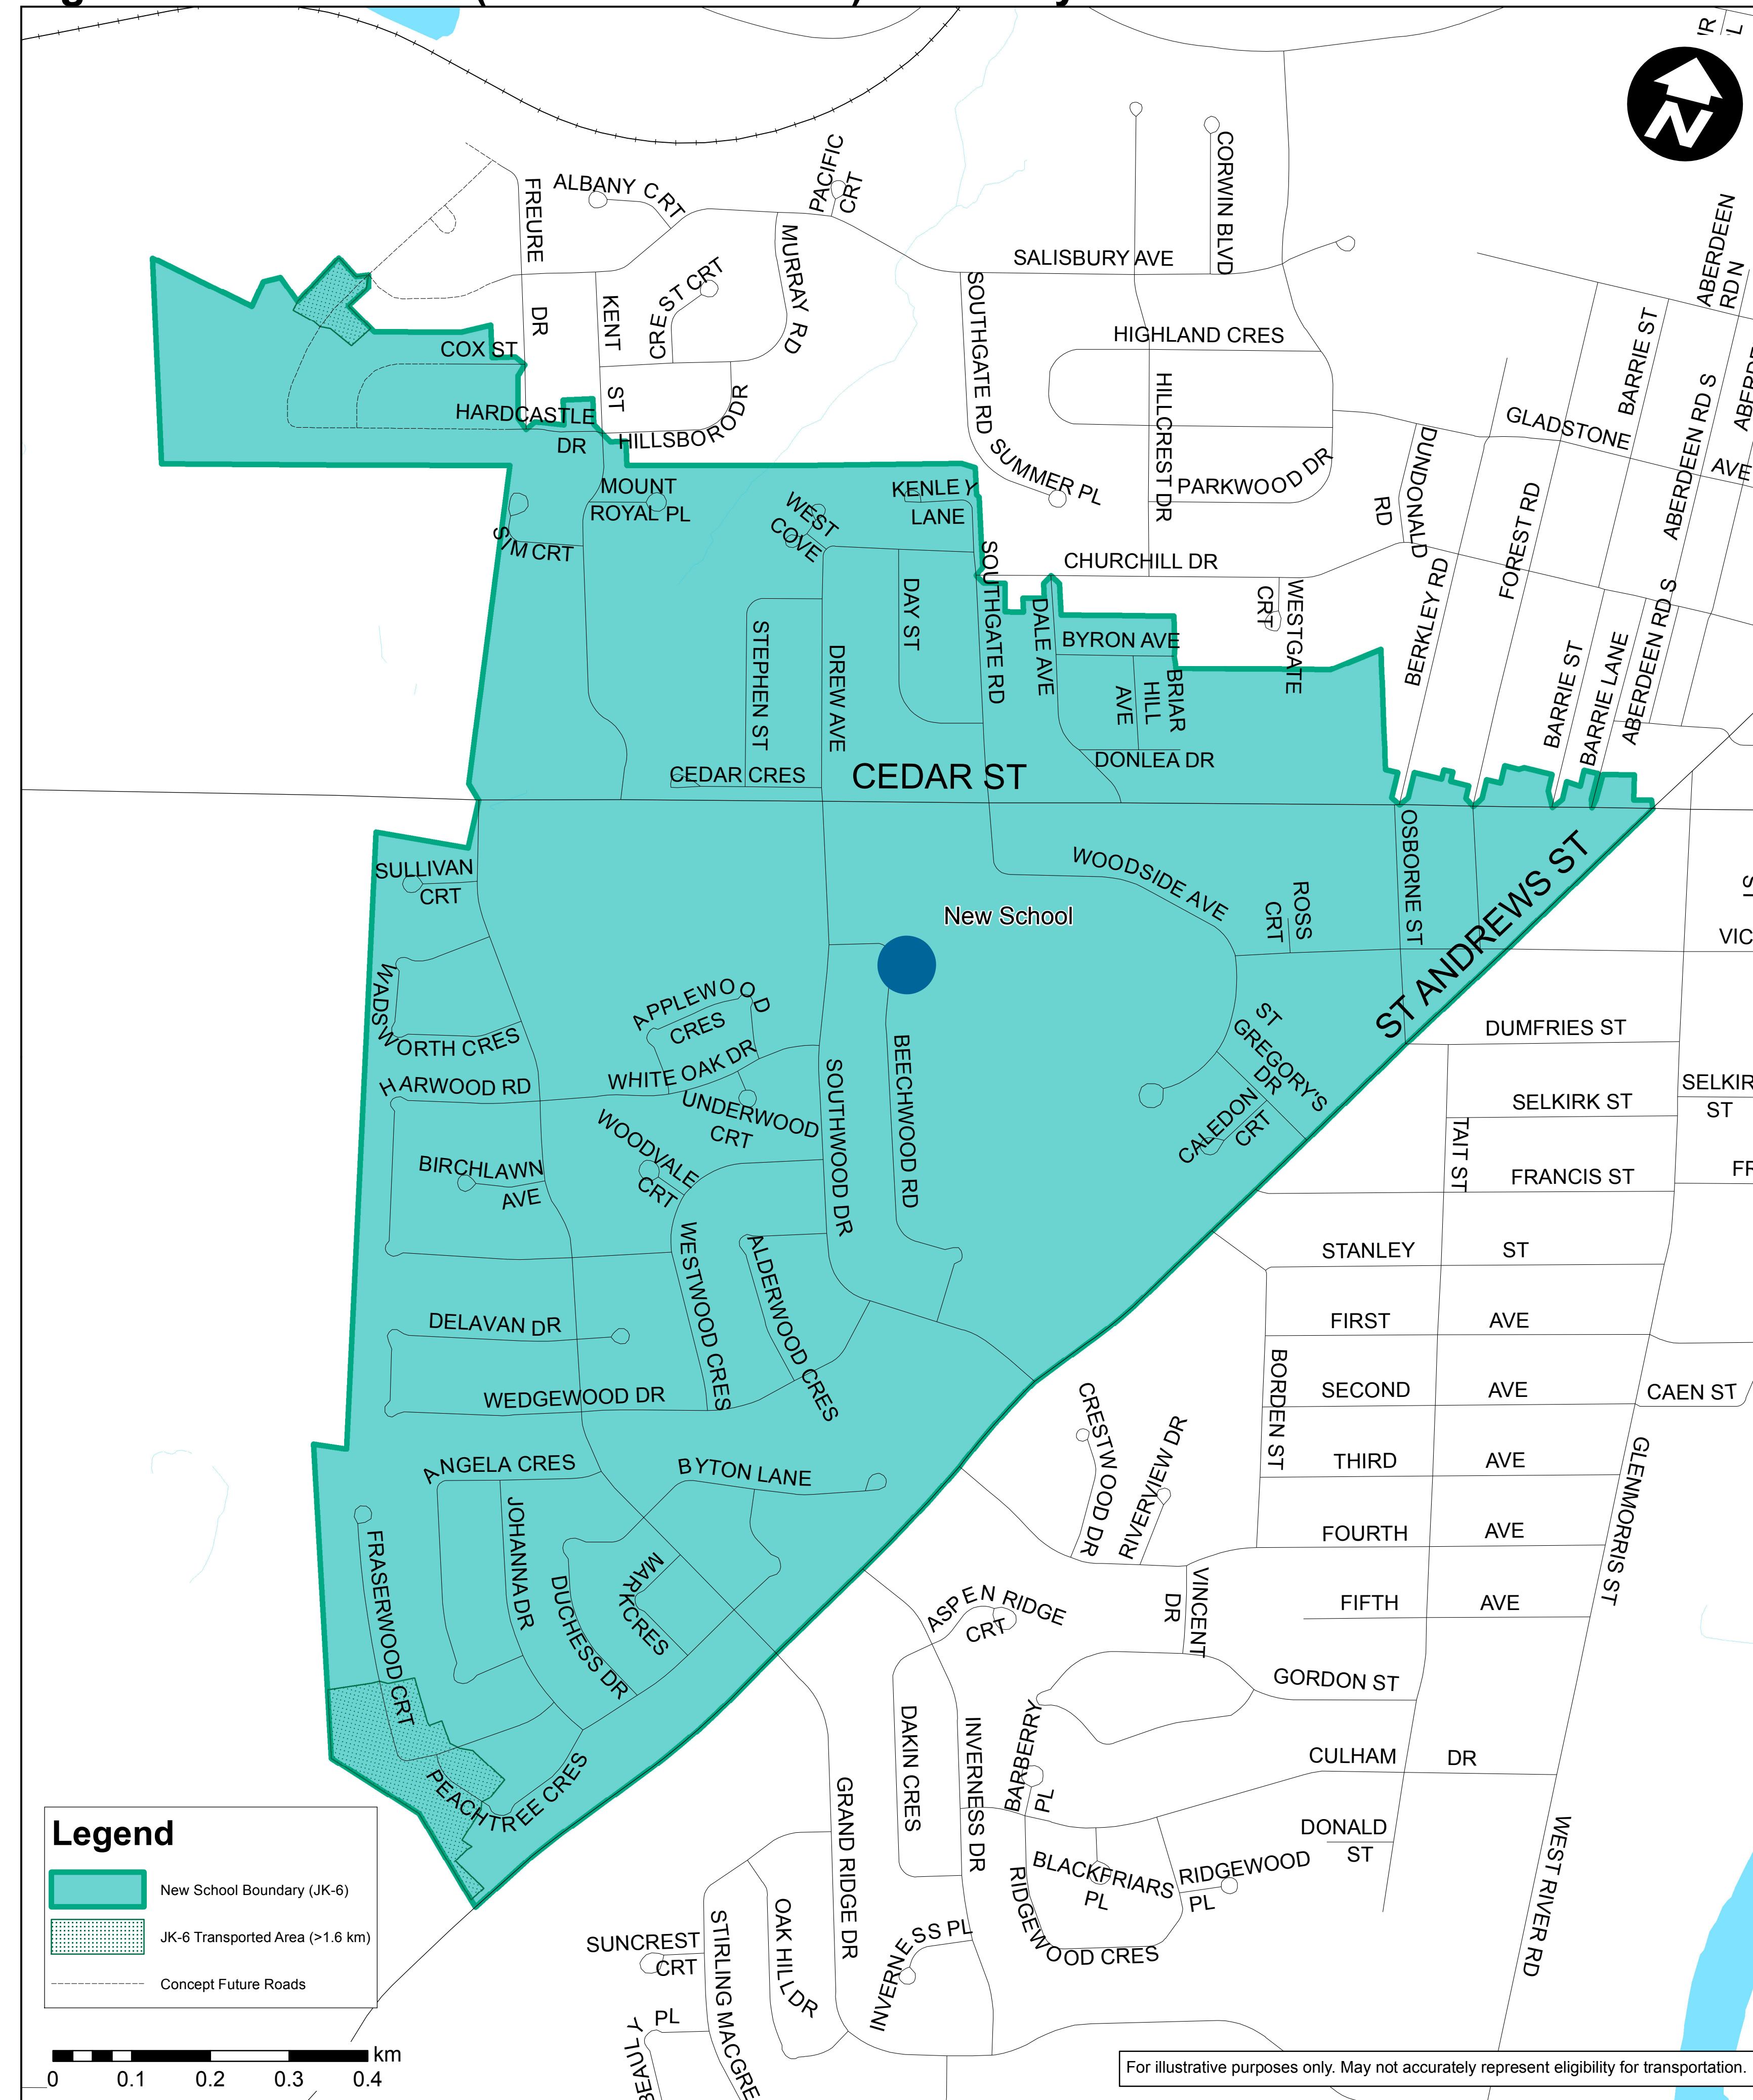 N
ALBANY CRT
PACIFIC
CRT
CORWIN BLVD
FREURE
DR
MURRAY RD
SALISBURY AVE
ABERDEEN
RD N
KENT
ST
CREST CRT
SOUTHGATE RD
HIGHLAND CRES
BARRIE ST
COX ST
HARDCASTLE
DR
HILLSBORO DR
HILLCREST DR
GLADSTONE
AVE
ABERDEEN RD S
DUNDONALD
RD
SUMMER PL
PARKWOOD DR
MOUNT
ROYAL PL
WEST
COVE
KENLEY
LANE
FOREST RD
SIM CRT
CHURCHILL DR
DAY ST
SOUTHGATE RD
DALE AVE
WESTGATE
CRT
BERKLEY RD
BYRON AVE
STEPHEN ST
DREW AVE
BRIAR
HILL
AVE
BARRIE ST
BARRIE LANE
ABERDEEN RD S
DONLEA DR
CEDAR CRES
CEDAR ST
OSBORNE ST
ST ANDREWS ST
SULLIVAN
CRT
WOODSIDE AVE
ROSS
CRT
New School
WADSWORTH CRES
APPLEWOOD
CRES
ST
GREGORY'S
DR
DUMFRIES ST
HARWOOD RD
WHITE OAK DR
SOUTHWOOD DR
BEECHWOOD RD
UNDERWOOD
CRT
CALEDON
CRT
SELKIRK ST
ST
WOODVALE
CRT
TAIT ST
BIRCHLAWN
AVE
FRANCIS ST
WESTWOOD CRES
ALDERWOOD CRES
STANLEY ST
DELAVAN DR
FIRST AVE
BORDEN ST
WEDGEWOOD DR
CRESTWOOD DR
SECOND AVE
CAEN ST
RIVERVIEW DR
ANGELA CRES
BYTON LANE
THIRD AVE
GLENMORRIS ST
JOHANNA DR
FRASERWOOD CRT
FOURTH AVE
MARK CRES
DUCHESS DR
ASPEN RIDGE
CRT
VINCENT
DR
FIFTH AVE
GORDON ST
DAKIN CRES
INVERNESS DR
BARBERRY
PL
CULHAM DR
PEACHTREE CRES
GRAND RIDGE DR
DONALD
ST
WEST RIVER RD
BLACKFRIARS
PL
RIDGEWOOD
PL
RIDGEWOOD CRES
OAK HILL DR
INVERNESS PL
SUNCREST
CRT
STIRLING MACGRE
BEAULY
PL
Legend
New School Boundary (JK-6)
JK-6 Transported Area (>1.6 km)
Concept Future Roads
km
0 0.1 0.2 0.3 0.4
For illustrative purposes only. May not accurately represent eligibility for transportation.